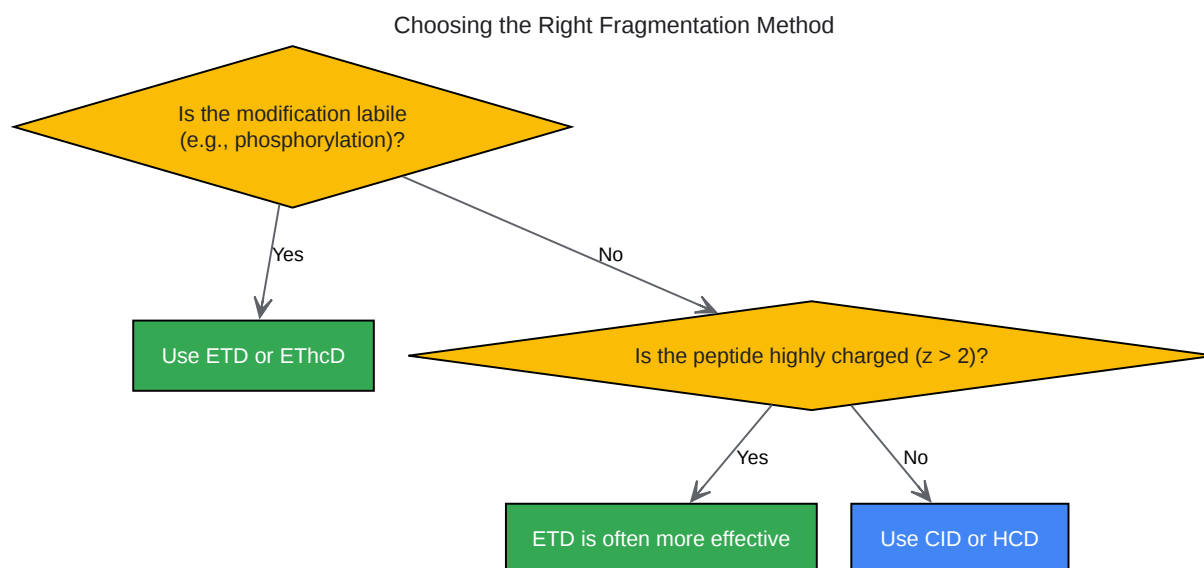 Choosing the Right Fragmentation Method
Is the modification labile
(e.g., phosphorylation)?
Yes
No
Use ETD or EThcD
Is the peptide highly charged (z > 2)?
Yes
No
ETD is often more effective
Use CID or HCD